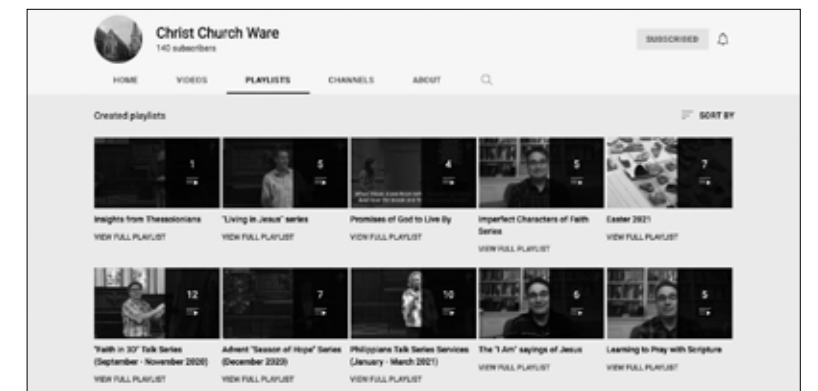 Christ Church Ware
140 subscribers
SUBSCRIBED
HOME VIDEOS PLAYLISTS CHANNELS ABOUT
Created playlists SORT BY
1 5 4 5 7
Insights from Thessolonians "Living in Jesus" series Promises of God to Live By Imperfect Characters of Faith Easter 2021
Series
VIEW FULL PLAYLIST VIEW FULL PLAYLIST VIEW FULL PLAYLIST VIEW FULL PLAYLIST VIEW FULL PLAYLIST
12 7 10 6 5
"Faith in 3D" Talk Series Advent "Season of Hope" Series Philippians Talk Series Services The "I Am" sayings of Jesus Learning to Pray with Scripture
(September - November 2020) (December 2020) (January - March 2021)
VIEW FULL PLAYLIST VIEW FULL PLAYLIST VIEW FULL PLAYLIST VIEW FULL PLAYLIST VIEW FULL PLAYLIST